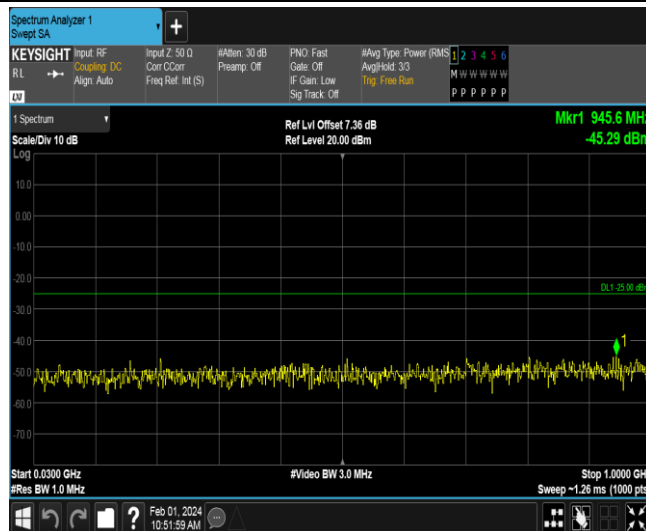 Spectrum Analyzer 1
Swept SA
KEYSIGHT
RL
Input: RF
Coupling: DC
Align: Auto
Input Z: 50 Ω
Corr CCorr
Freq Ref: Int (S)
#Atten: 30 dB
Preamp: Off
PNO: Fast
Gate: Off
IF Gain: Low
Sig Track: Off
#Avg Type: Power (RMS
Avg|Hold: 3/3
Trig: Free Run
1 2 3 4 5 6
M W W W W W
P P P P P P
1 Spectrum
Scale/Div 10 dB
Log
Ref Lvl Offset 7.36 dB
Ref Level 20.00 dBm
Mkr1 945.6 MHz
-45.29 dBm
10.0
0.00
-10.0
-20.0
DL1 -25.00 dBm
-30.0
-40.0
1
-50.0
-60.0
-70.0
Start 0.0300 GHz
#Res BW 1.0 MHz
#Video BW 3.0 MHz
Stop 1.0000 GH
Sweep ~1.26 ms (1000 pts
?
Feb 01, 2024
10:51:59 AM